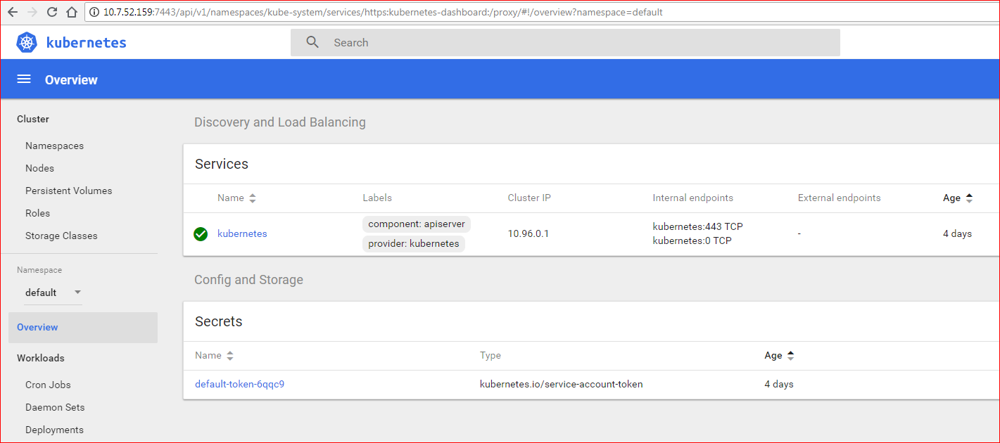 10.7.52.159:7443/api/v1/namespaces/kube-system/services/https:kubernetes-dashboard:/proxy/#!/overview?namespace=default
kubernetes
Search
Overview
Cluster
Namespaces
Nodes
Persistent Volumes
Roles
Storage Classes
Namespace
default
Overview
Workloads
Cron Jobs
Daemon Sets
Deployments
Discovery and Load Balancing
Services
Name Labels Cluster IP Internal endpoints External endpoints Age
kubernetes component: apiserver provider: kubernetes 10.96.0.1 kubernetes:443 TCP kubernetes:0 TCP - 4 days
Config and Storage
Secrets
Name Type Age
default-token-6qqc9 kubernetes.io/service-account-token 4 days